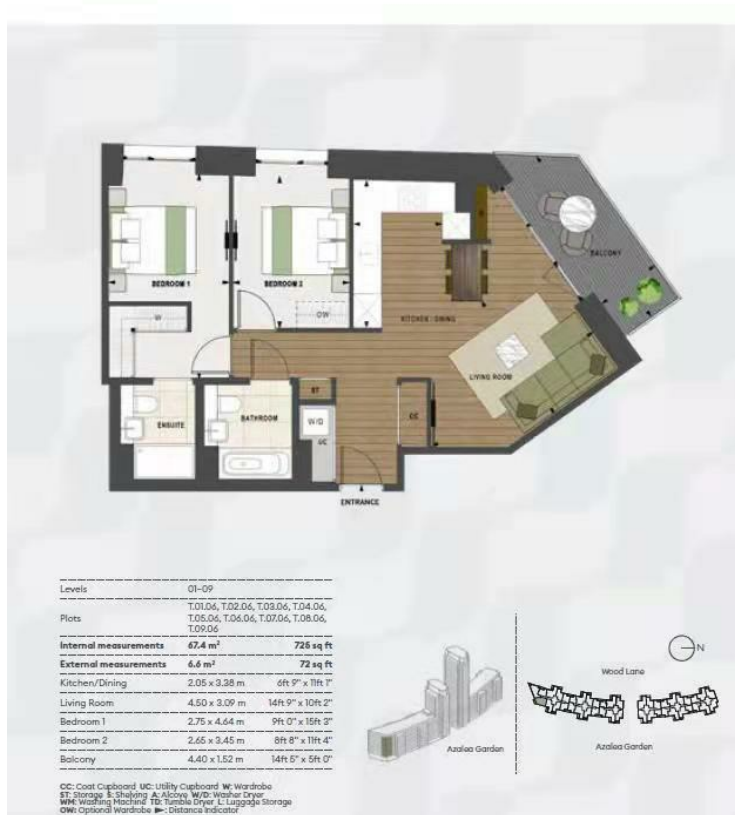 BEDROOM 1
BEDROOM 2
BALCONY
OW
KITCHEN / DINING
W
LIVING ROOM
ST
ENSUITE
BATHROOM
W/D
CC
UC
ENTRANCE
Levels 01–09
Plots T.01.06, T.02.06, T.03.06, T.04.06,
T.05.06, T.06.06, T.07.06, T.08.06,
T.09.06
Internal measurements 67.4 m² 725 sq ft
External measurements 6.6 m² 72 sq ft
Kitchen/Dining 2.05 x 3.38 m 6ft 9" x 11ft 1"
Living Room 4.50 x 3.09 m 14ft 9" x 10ft 2"
Bedroom 1 2.75 x 4.64 m 9ft 0" x 15ft 3"
Bedroom 2 2.65 x 3.45 m 8ft 8" x 11ft 4"
Balcony 4.40 x 1.52 m 14ft 5" x 5ft 0"
CC: Coat Cupboard UC: Utility Cupboard W: Wardrobe
ST: Storage S: Shelving A: Alcove W/D: Washer Dryer
WM: Washing Machine TD: Tumble Dryer L: Luggage Storage
OW: Optional Wardrobe ►: Distance Indicator
Azalea Garden
N
Wood Lane
Azalea Garden